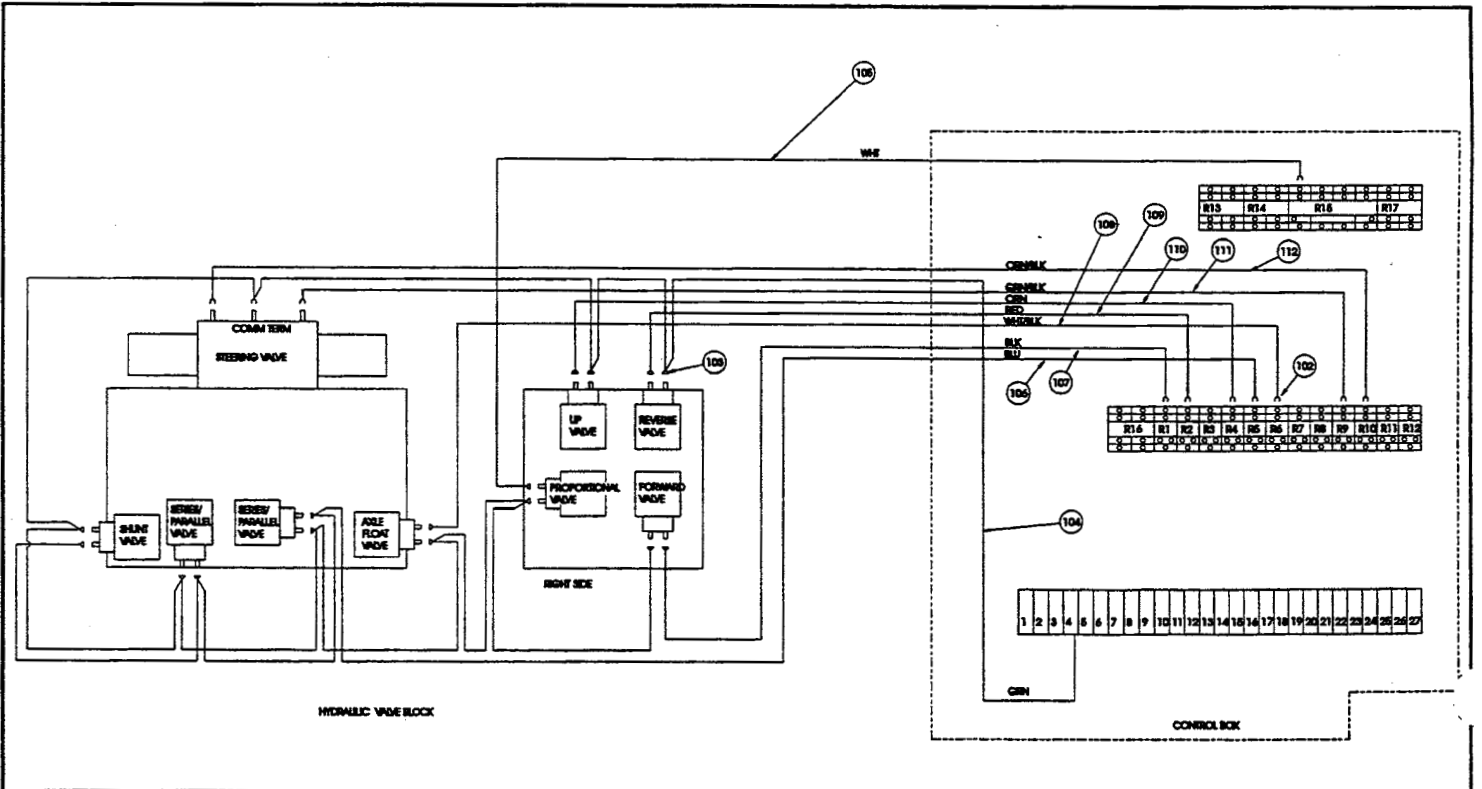 105
WHT
109
108
110
111
112
R13 R14 R15 R17
ORN/BLK
GRN/BLK
ORN
RED
WHT/BLK
BLK
BLU
COMM TERM
STEERING VALVE
103
106
107
102
R16 R1 R2 R3 R4 R5 R6 R7 R8 R9 R10 R11 R12
UP VALVE
REVERSE VALVE
PROPORTIONAL VALVE
FORWARD VALVE
SHUNT VALVE
SERIES/ PARALLEL VALVE
SERIES/ PARALLEL VALVE
AXLE FLOAT VALVE
104
RIGHT SIDE
1 2 3 4 5 6 7 8 9 10 11 12 13 14 15 16 17 18 19 20 21 22 23 24 25 26 27
GRN
HYDRAULIC VALVE BLOCK
CONTROL BOX